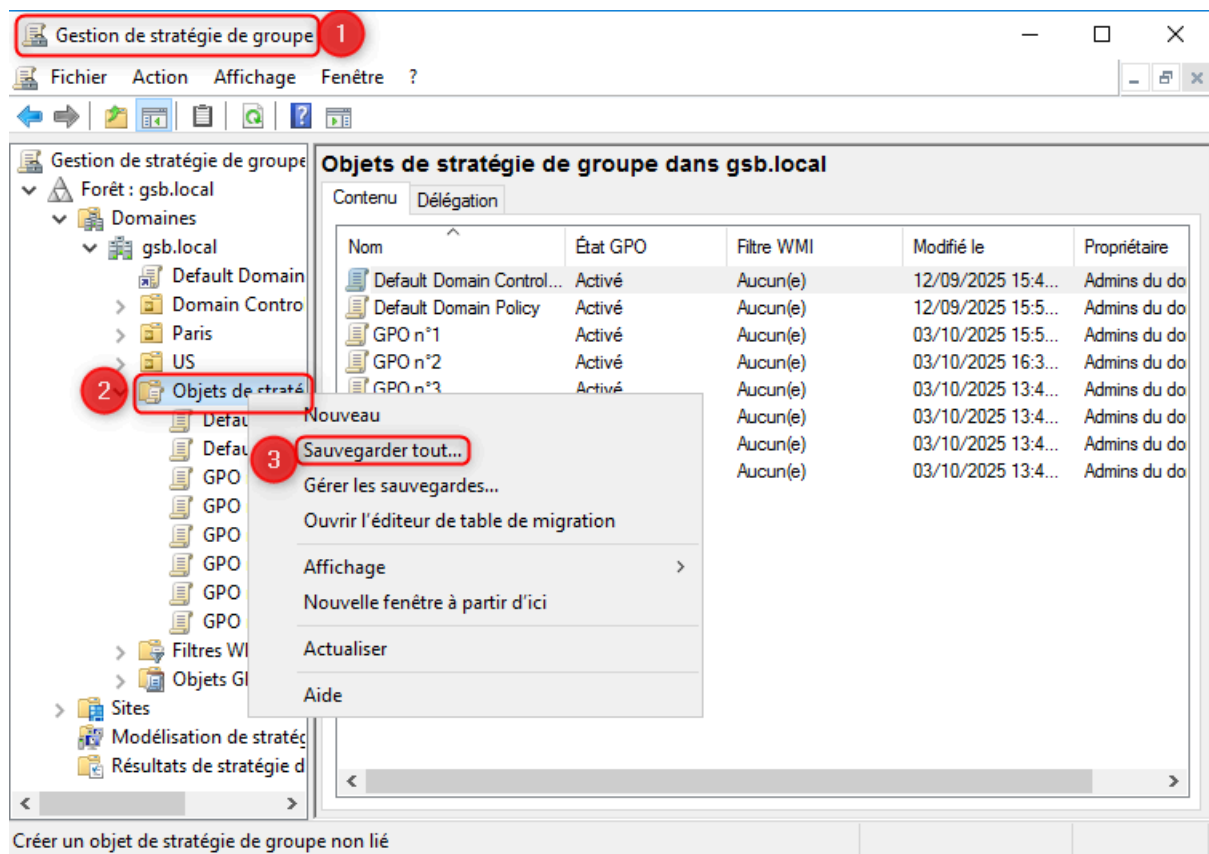 Gestion de stratégie de groupe 1
Fichier Action Affichage Fenêtre ?
Gestion de stratégie de groupe
Forêt : gsb.local
Domaines
gsb.local
Default Domain
Domain Contro
Paris
US
2 Objets de straté
Defau
Defau
GPO
GPO
GPO
GPO
GPO
GPO
Filtres WM
Objets GP
Sites
Modélisation de stratég
Résultats de stratégie d
Objets de stratégie de groupe dans gsb.local
Contenu Délégation
Nom État GPO Filtre WMI Modifié le Propriétaire
Default Domain Control... Activé Aucun(e) 12/09/2025 15:4... Admins du do
Default Domain Policy Activé Aucun(e) 12/09/2025 15:5... Admins du do
GPO n°1 Activé Aucun(e) 03/10/2025 15:5... Admins du do
GPO n°2 Activé Aucun(e) 03/10/2025 16:3... Admins du do
GPO n°3 Activé Aucun(e) 03/10/2025 13:4... Admins du do
Aucun(e) 03/10/2025 13:4... Admins du do
Aucun(e) 03/10/2025 13:4... Admins du do
Aucun(e) 03/10/2025 13:4... Admins du do
Nouveau
3 Sauvegarder tout...
Gérer les sauvegardes...
Ouvrir l'éditeur de table de migration
Affichage
Nouvelle fenêtre à partir d'ici
Actualiser
Aide
Créer un objet de stratégie de groupe non lié